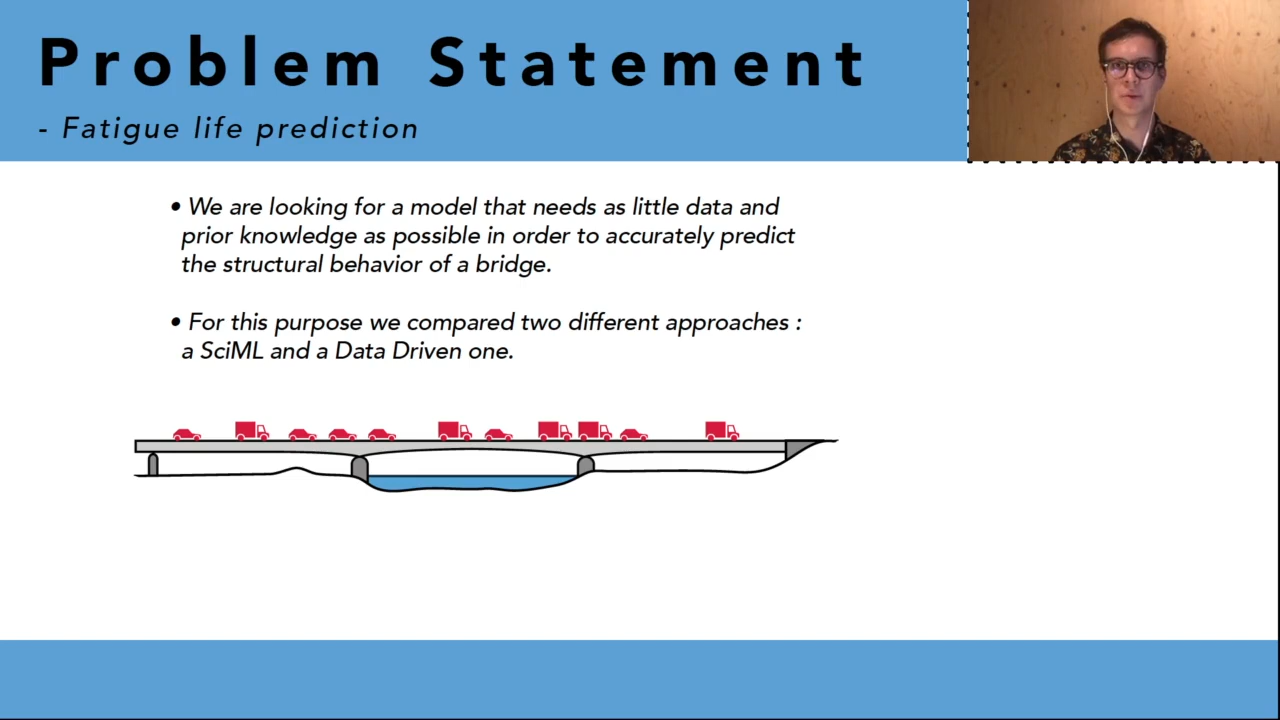 Problem Statement
- Fatigue life prediction
• We are looking for a model that needs as little data and
prior knowledge as possible in order to accurately predict
the structural behavior of a bridge.
• For this purpose we compared two different approaches :
a SciML and a Data Driven one.